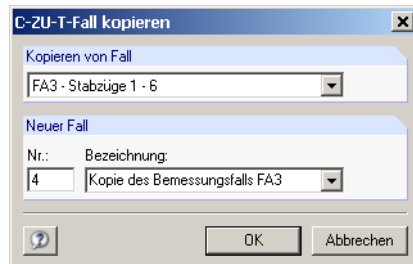 C-ZU-T-Fall kopieren
Kopieren von Fall
FA3 - Stabzüge 1 - 6
Neuer Fall
Nr.: Bezeichnung:
4 Kopie des Bemessungsfalls FA3
OK Abbrechen